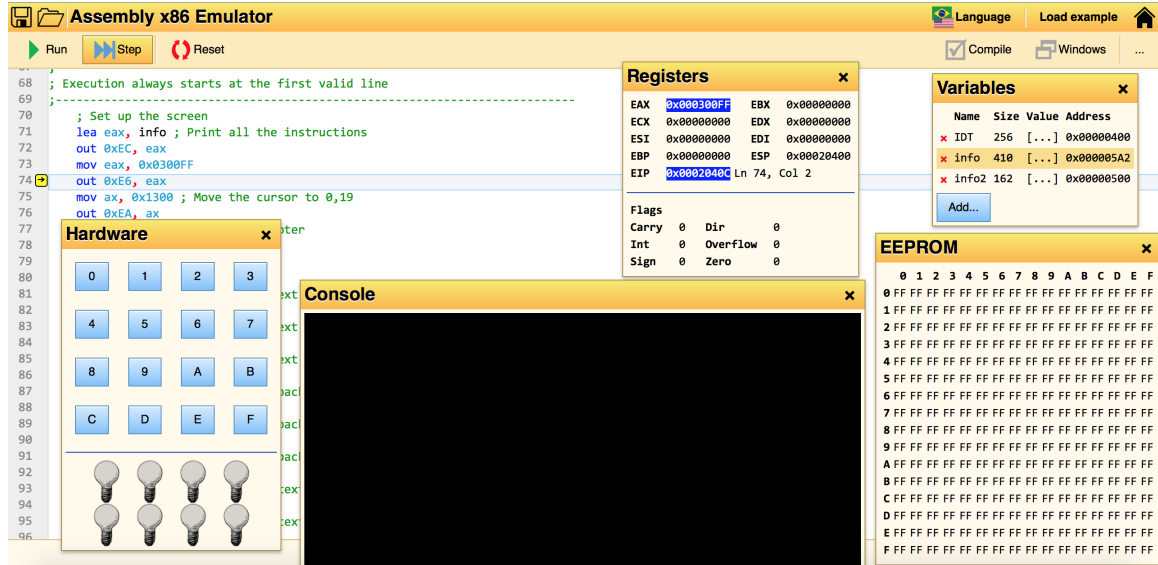 Assembly x86 Emulator
Language
Load example
Run
Step
Reset
Compile
Windows
...
68 ; Execution always starts at the first valid line
69 ;---------------------------------------------------------------------------
70 ; Set up the screen
71 lea eax, info ; Print all the instructions
72 out 0xEC, eax
73 mov eax, 0x0300FF
74 out 0xE6, eax
75 mov ax, 0x1300 ; Move the cursor to 0,19
76 out 0xEA, ax
77
78
79
80
81
82
83
84
85
86
87
88
89
90
91
92
93
94
95
96
Registers
EAX 0x000300FF EBX 0x00000000
ECX 0x00000000 EDX 0x00000000
ESI 0x00000000 EDI 0x00000000
EBP 0x00000000 ESP 0x00020400
EIP 0x0002040C Ln 74, Col 2
Flags
Carry 0 Dir 0
Int 0 Overflow 0
Sign 0 Zero 0
Variables
Name Size Value Address
IDT 256 [...] 0x00000400
info 410 [...] 0x000005A2
info2 162 [...] 0x00000500
Add...
Hardware
0 1 2 3
4 5 6 7
8 9 A B
C D E F
Console
EEPROM
0 1 2 3 4 5 6 7 8 9 A B C D E F
0 FF FF FF FF FF FF FF FF FF FF FF FF FF FF FF FF
1 FF FF FF FF FF FF FF FF FF FF FF FF FF FF FF FF
2 FF FF FF FF FF FF FF FF FF FF FF FF FF FF FF FF
3 FF FF FF FF FF FF FF FF FF FF FF FF FF FF FF FF
4 FF FF FF FF FF FF FF FF FF FF FF FF FF FF FF FF
5 FF FF FF FF FF FF FF FF FF FF FF FF FF FF FF FF
6 FF FF FF FF FF FF FF FF FF FF FF FF FF FF FF FF
7 FF FF FF FF FF FF FF FF FF FF FF FF FF FF FF FF
8 FF FF FF FF FF FF FF FF FF FF FF FF FF FF FF FF
9 FF FF FF FF FF FF FF FF FF FF FF FF FF FF FF FF
A FF FF FF FF FF FF FF FF FF FF FF FF FF FF FF FF
B FF FF FF FF FF FF FF FF FF FF FF FF FF FF FF FF
C FF FF FF FF FF FF FF FF FF FF FF FF FF FF FF FF
D FF FF FF FF FF FF FF FF FF FF FF FF FF FF FF FF
E FF FF FF FF FF FF FF FF FF FF FF FF FF FF FF FF
F FF FF FF FF FF FF FF FF FF FF FF FF FF FF FF FF